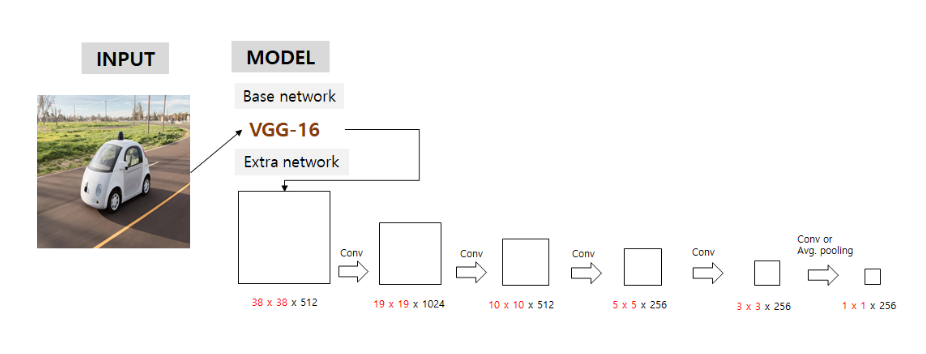 INPUT
MODEL
Base network
VGG-16
Extra network
Conv
Conv
Conv
Conv
Conv or
Avg. pooling
38 x 38 x 512
19 x 19 x 1024
10 x 10 x 512
5 x 5 x 256
3 x 3 x 256
1 x 1 x 256